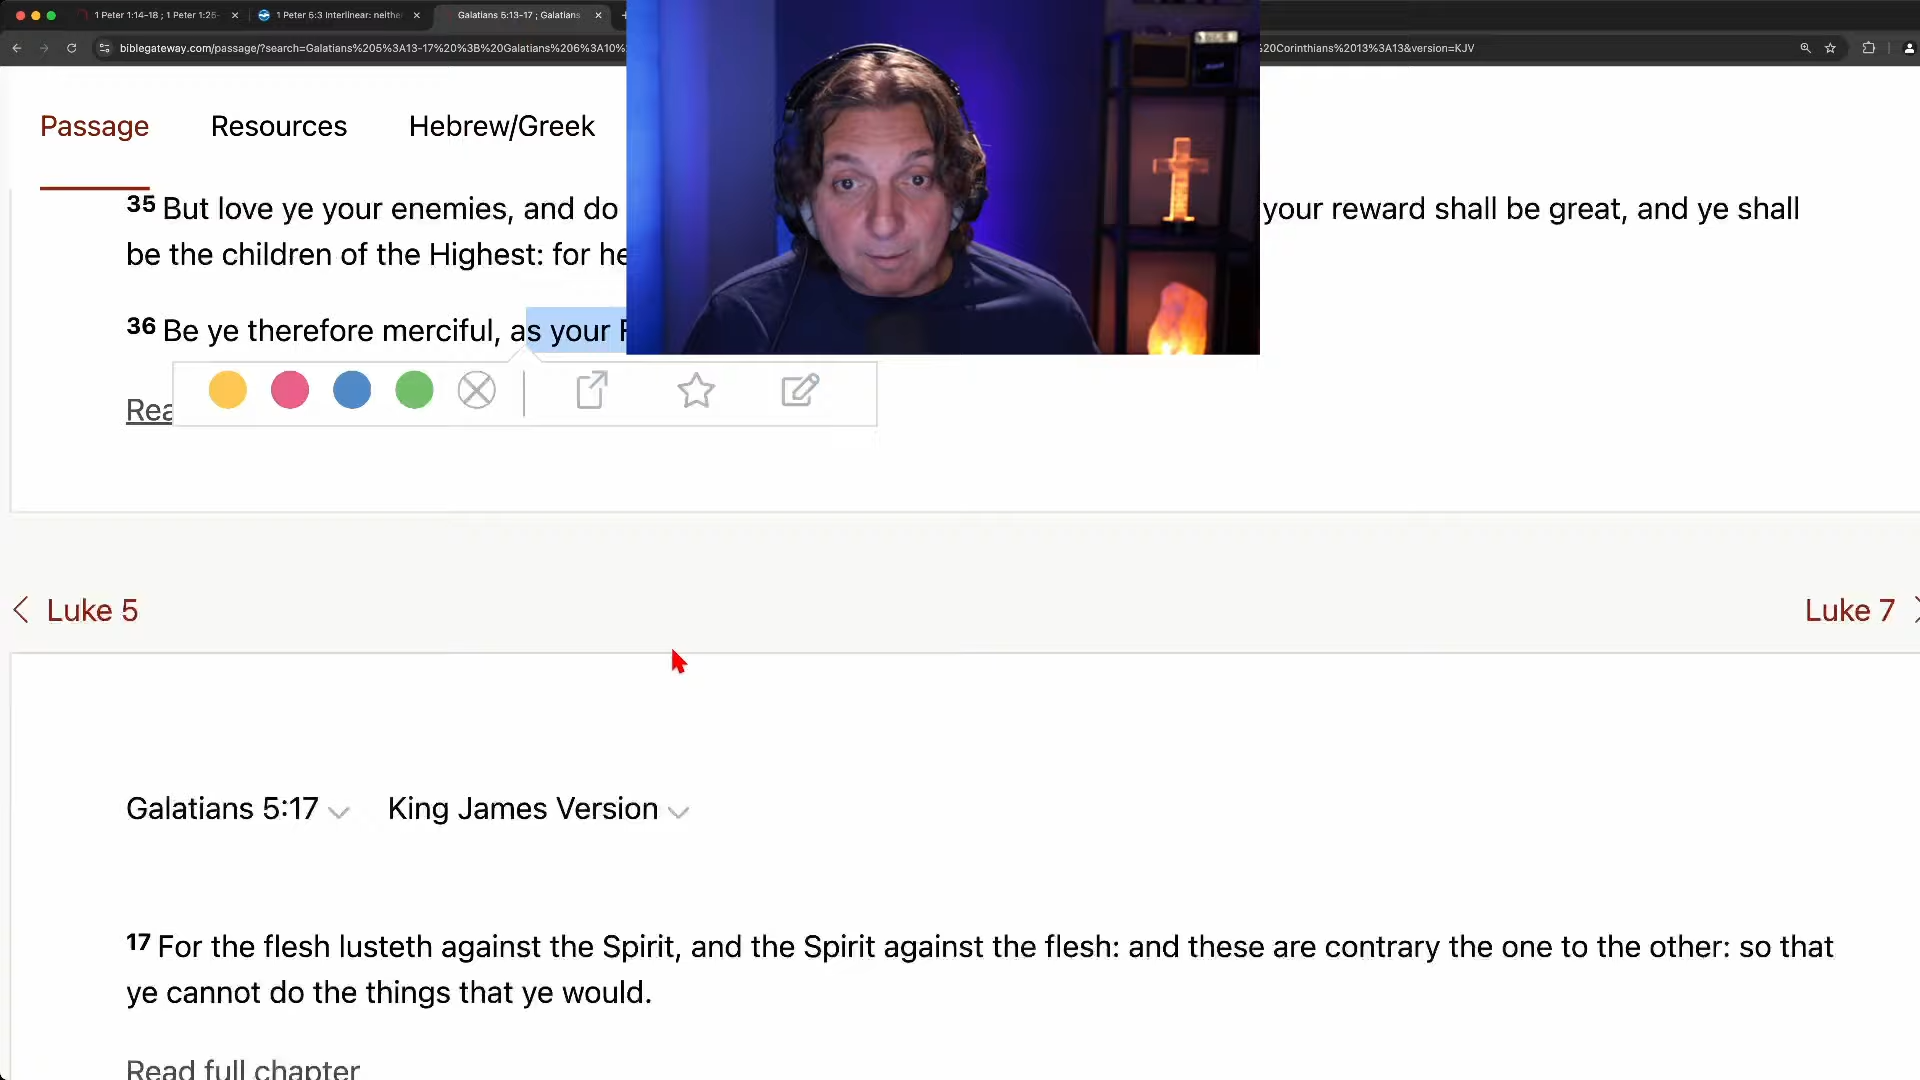 1 Peter 1:14-18 ; 1 Peter 1:25-
1 Peter 5:3 Interlinear: neithe
Galatians 5:13-17 ; Galatians
biblegateway.com/passage/?search=Galatians%205%3A13-17%20%3B%20Galatians%206%3A10%
%20Corinthians%2013%3A13&version=KJV
Passage
Resources
Hebrew/Greek
35 But love ye your enemies, and do
your reward shall be great, and ye shall
be the children of the Highest: for he
36 Be ye therefore merciful, as your F
Rea
Luke 5
Luke 7
Galatians 5:17
King James Version
17 For the flesh lusteth against the Spirit, and the Spirit against the flesh: and these are contrary the one to the other: so that
ye cannot do the things that ye would.
Read full chapter